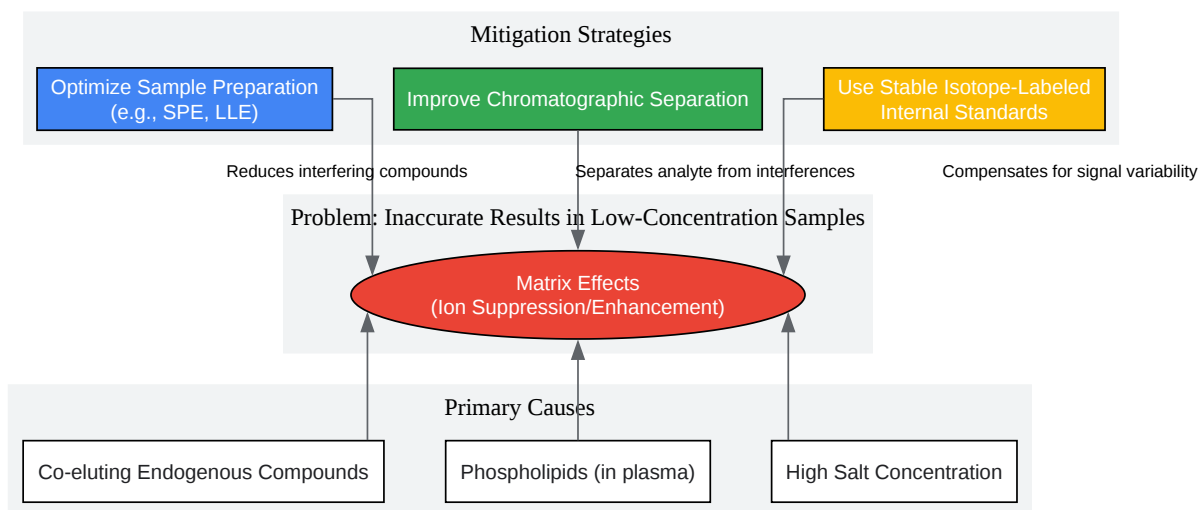 Mitigation Strategies
Optimize Sample Preparation
(e.g., SPE, LLE)
Improve Chromatographic Separation
Use Stable Isotope-Labeled
Internal Standards
Reduces interfering compounds
Separates analyte from interferences
Compensates for signal variability
Problem: Inaccurate Results in Low-Concentration Samples
Matrix Effects
(Ion Suppression/Enhancement)
Primary Causes
Co-eluting Endogenous Compounds
Phospholipids (in plasma)
High Salt Concentration